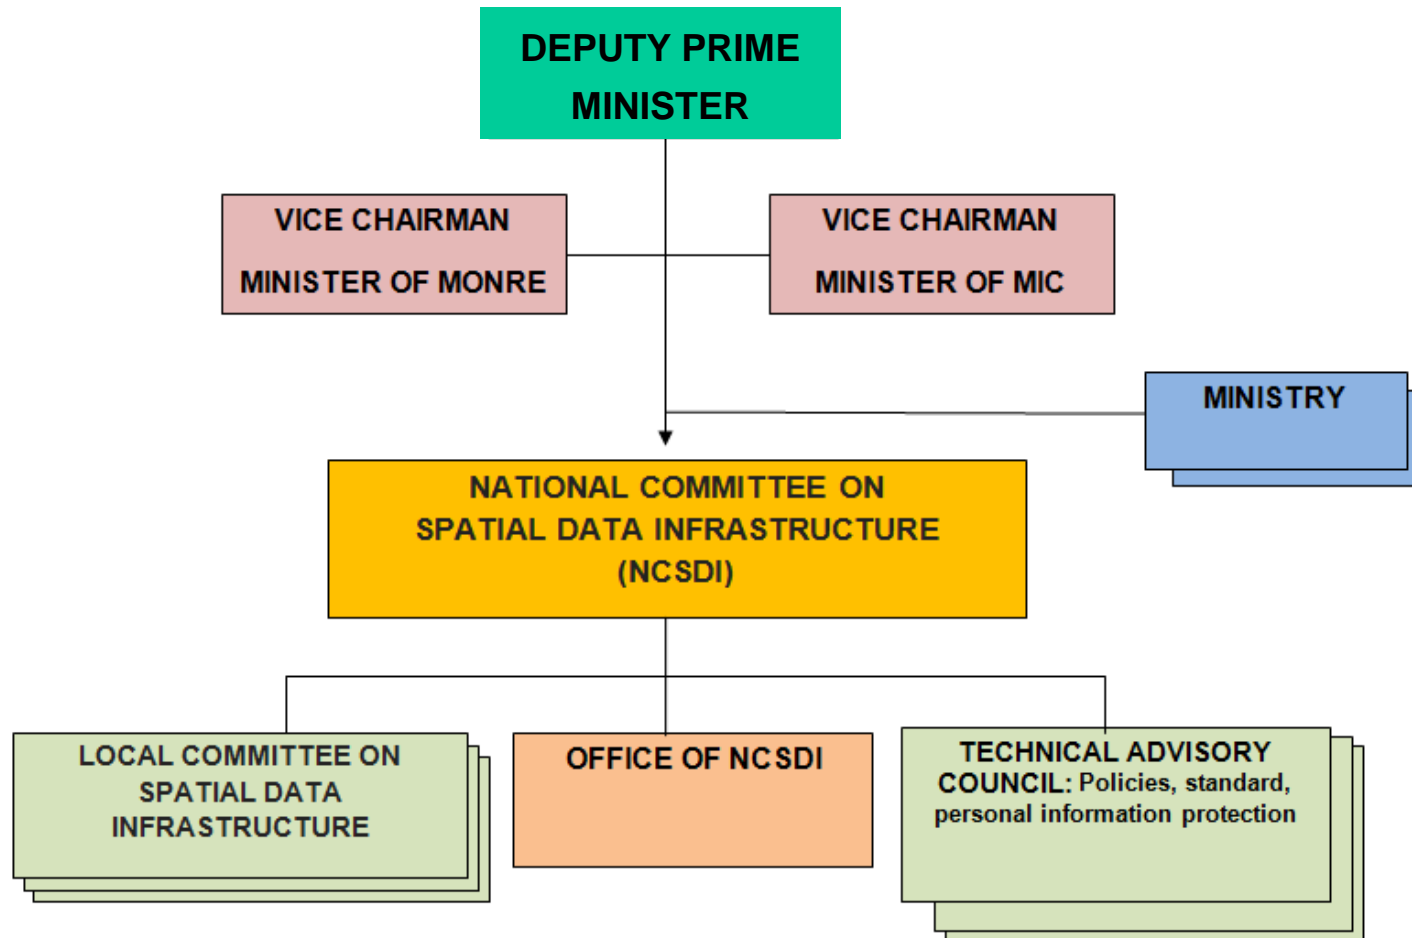 DEPUTY PRIME
MINISTER
VICE CHAIRMAN
MINISTER OF MONRE
VICE CHAIRMAN
MINISTER OF MIC
MINISTRY
NATIONAL COMMITTEE ON
SPATIAL DATA INFRASTRUCTURE
(NCSDI)
LOCAL COMMITTEE ON
SPATIAL DATA
INFRASTRUCTURE
OFFICE OF NCSDI
TECHNICAL ADVISORY
COUNCIL: Policies, standard,
personal information protection